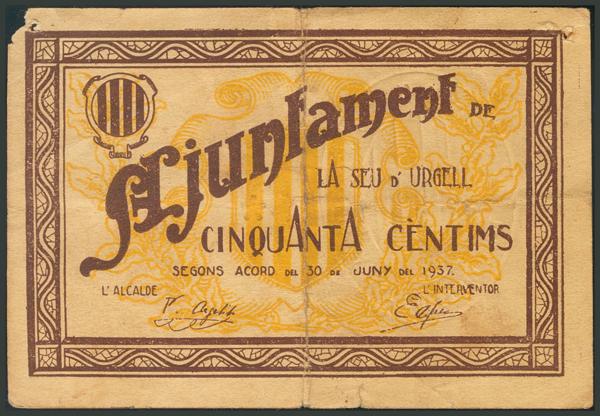 Ajuntament DE
LA SEU D' URGELL
CINQUANTA CÈNTIMS
SEGONS ACORD DEL 30 DE JUNY DEL 1937.
L' ALCALDE L' INTERVENTOR